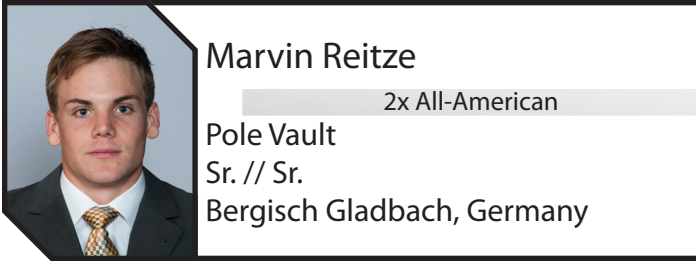 Marvin Reitze
2x All-American
Pole Vault
Sr. // Sr.
Bergisch Gladbach, Germany